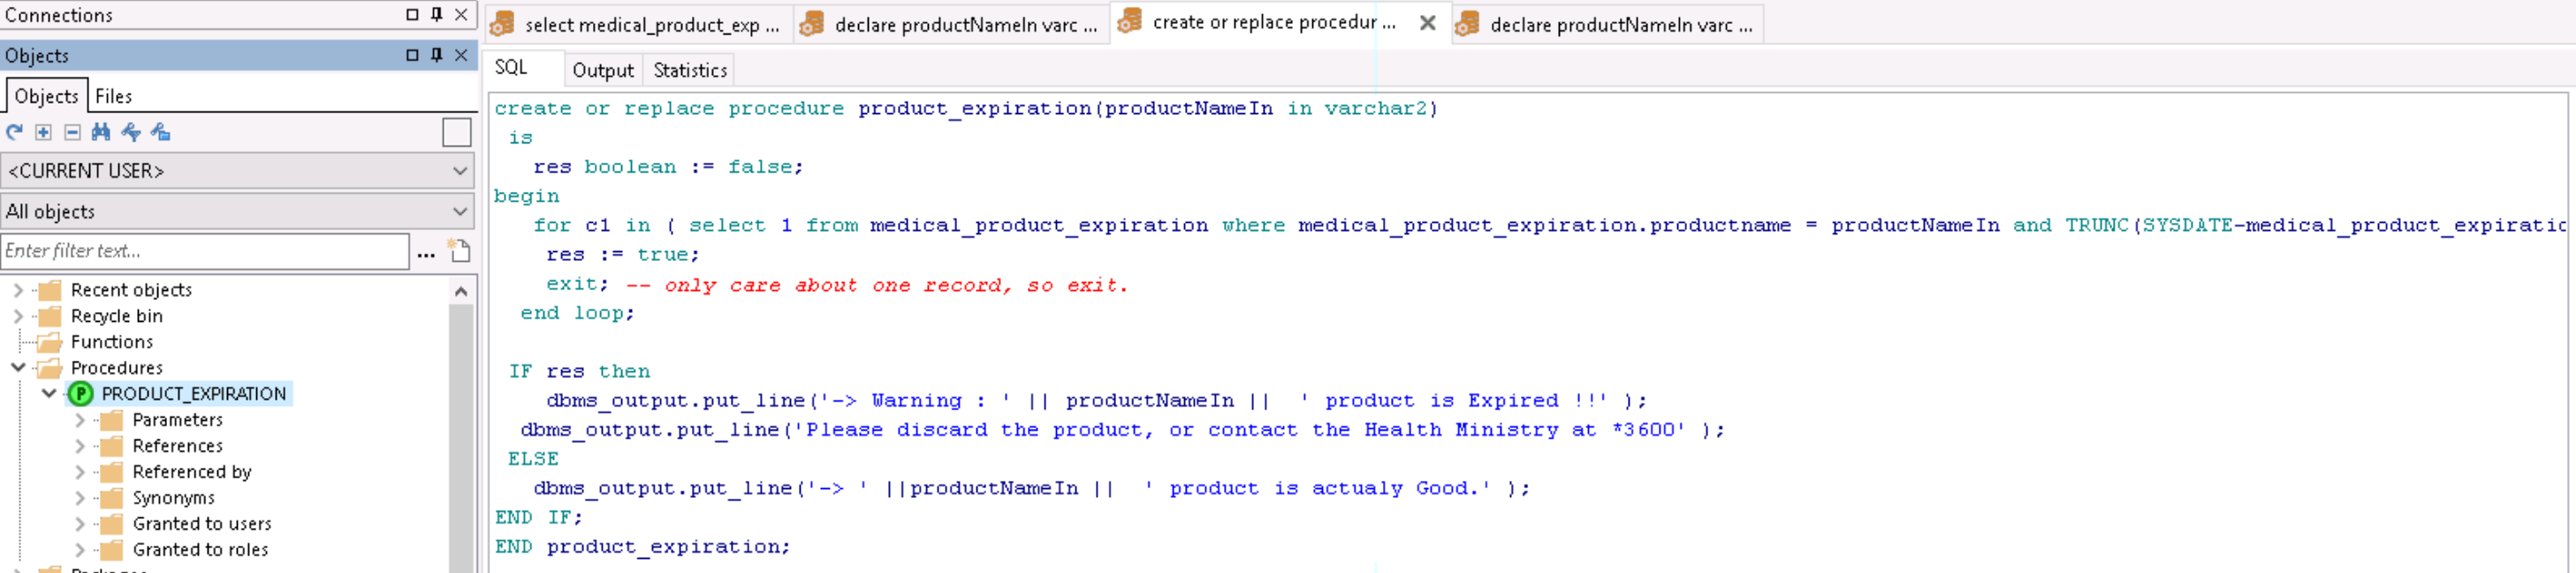 Connections
Objects
Objects Files
<CURRENT USER>
All objects
Enter filter text... ...
Recent objects
Recycle bin
Functions
Procedures
PRODUCT_EXPIRATION
Parameters
References
Referenced by
Synonyms
Granted to users
Granted to roles
select medical_product_exp ... declare productNameIn varc ... create or replace procedur ... declare productNameIn varc ...
SQL Output Statistics
create or replace procedure product_expiration(productNameIn in varchar2)
is
res boolean := false;
begin
for c1 in ( select 1 from medical_product_expiration where medical_product_expiration.productname = productNameIn and TRUNC(SYSDATE-medical_product_expiratio
res := true;
exit; -- only care about one record, so exit.
end loop;
IF res then
dbms_output.put_line('-> Warning : ' || productNameIn || ' product is Expired !!' );
dbms_output.put_line('Please discard the product, or contact the Health Ministry at *3600' );
ELSE
dbms_output.put_line('-> ' ||productNameIn || ' product is actualy Good.' );
END IF;
END product_expiration;